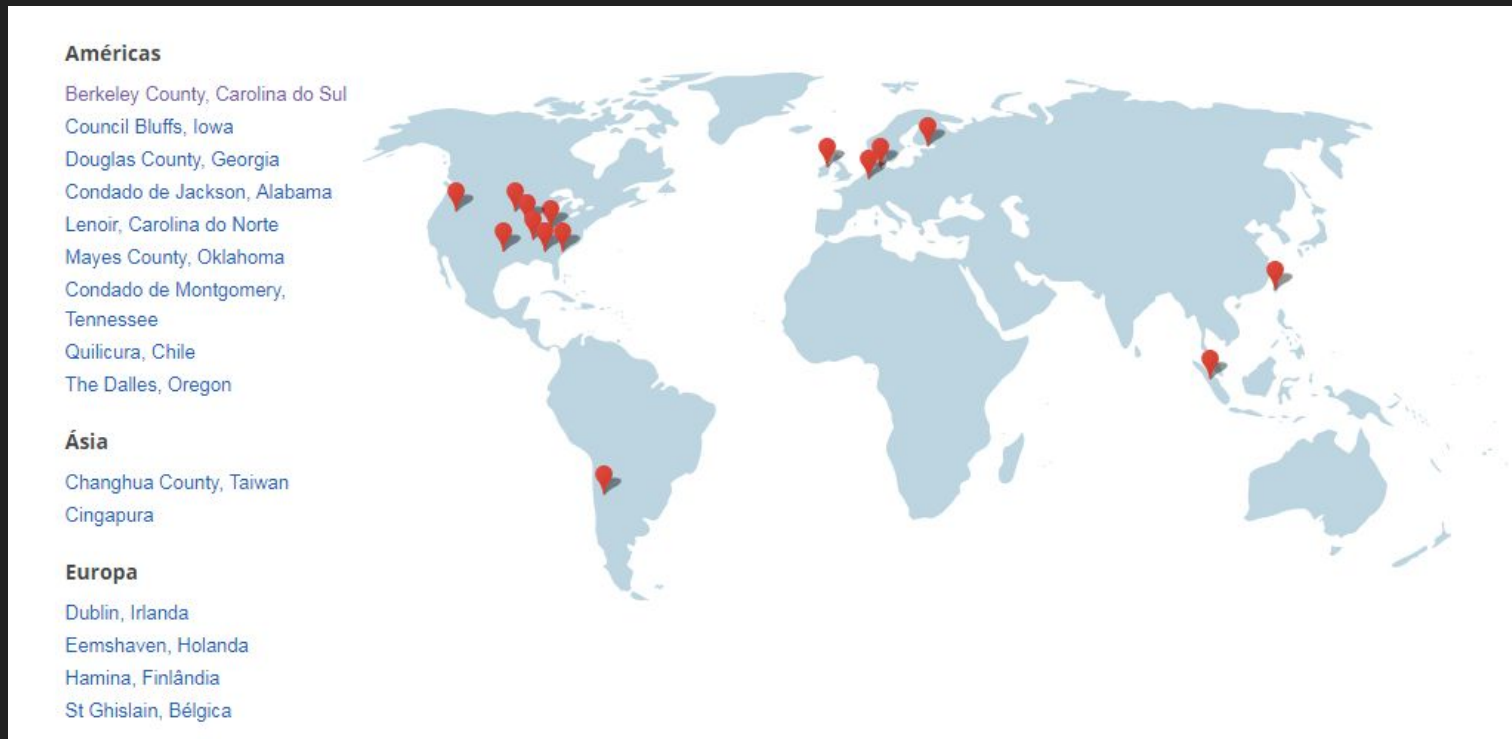 Américas
Berkeley County, Carolina do Sul
Council Bluffs, Iowa
Douglas County, Georgia
Condado de Jackson, Alabama
Lenoir, Carolina do Norte
Mayes County, Oklahoma
Condado de Montgomery,
Tennessee
Quilicura, Chile
The Dalles, Oregon
Ásia
Changhua County, Taiwan
Cingapura
Europa
Dublin, Irlanda
Eemshaven, Holanda
Hamina, Finlândia
St Ghislain, Bélgica